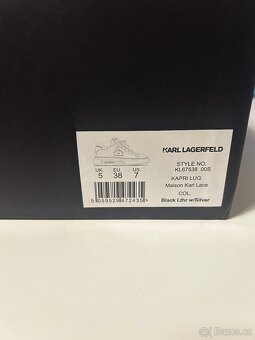 KARL LAGERFELD
STYLE NO.
KL67538 00S
KAPRI LUG
Maison Karl Lace
COL.
Black Lthr w/Silver
UK. EU. US.
5 38 7
5059529472435
bazos.cz